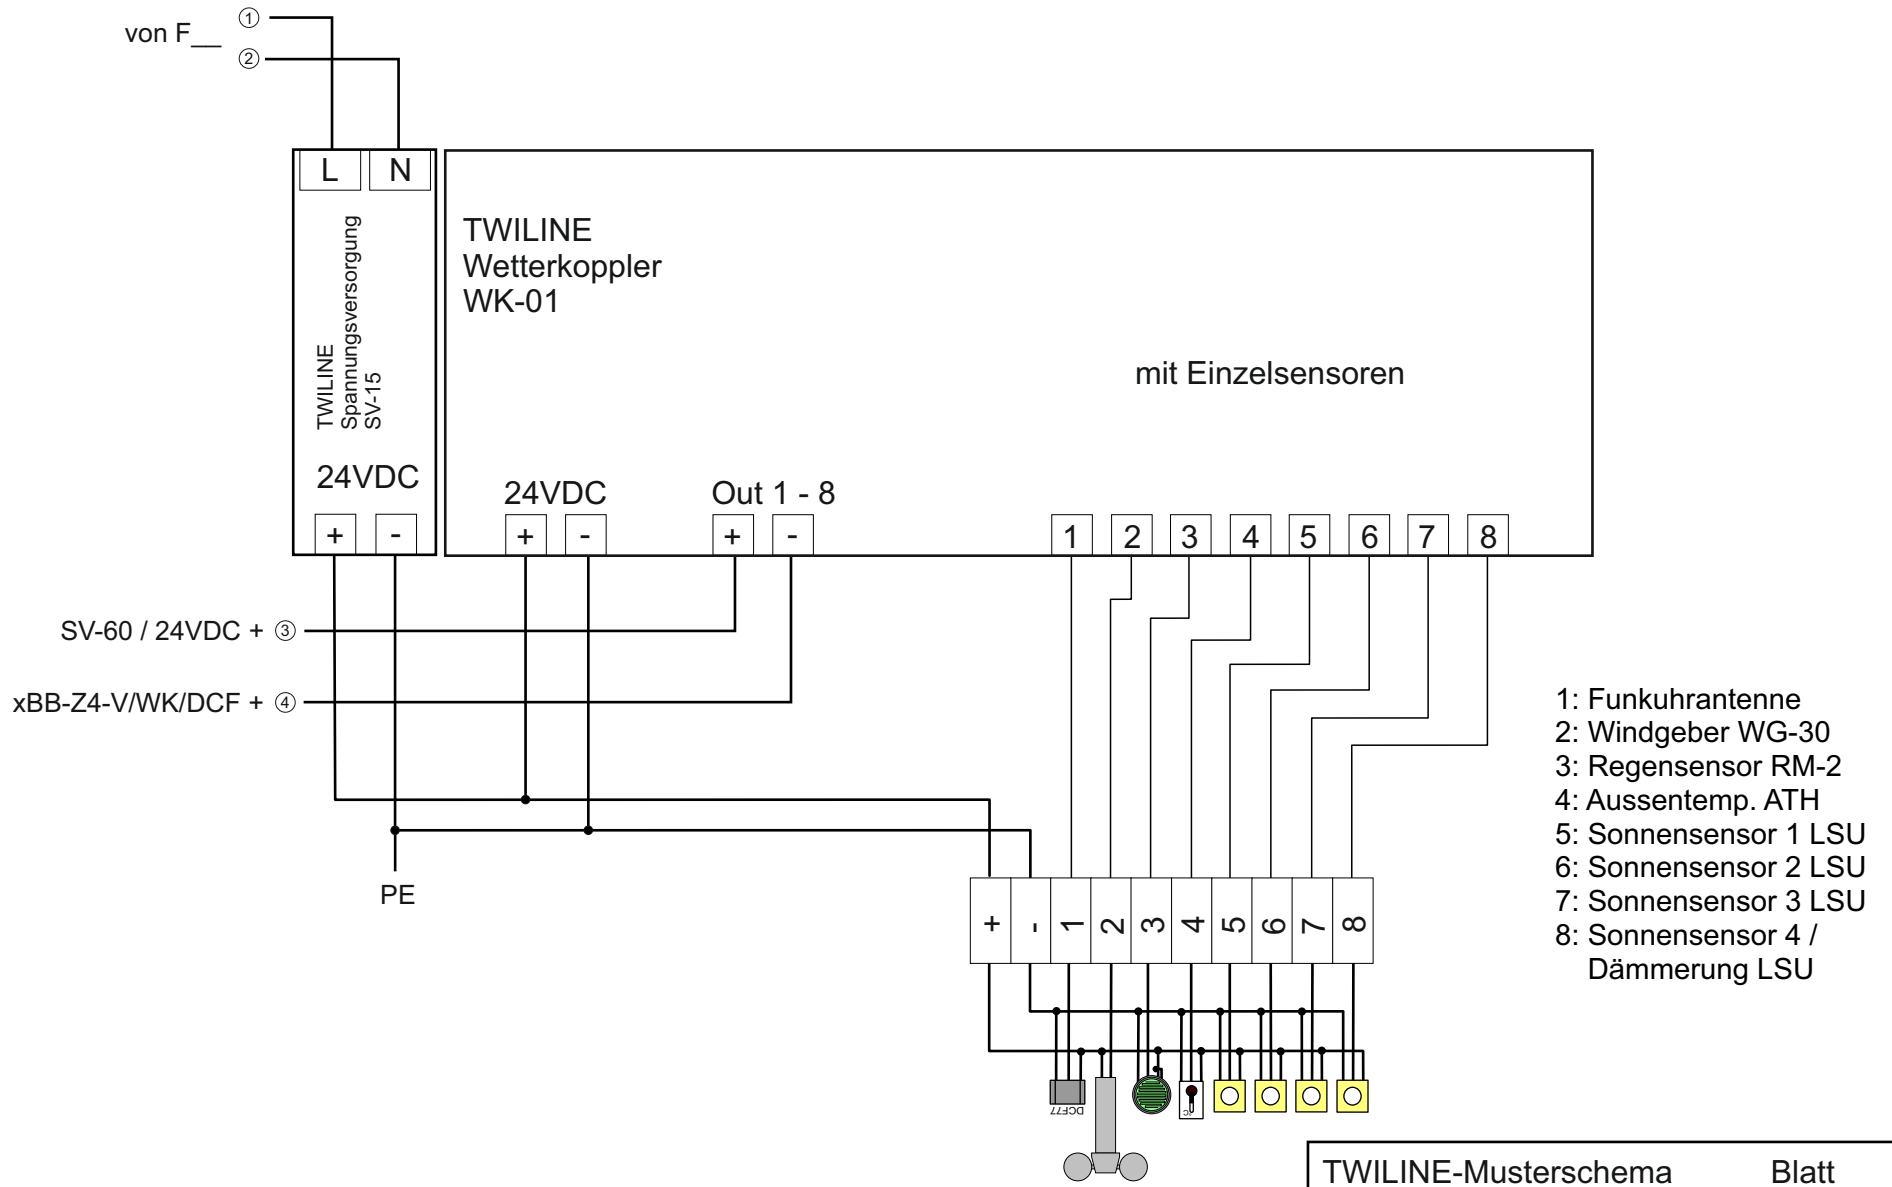 von F__
①
②
L N
TWILINE
Spannungsversorgung
SV-15
24VDC
+ -
TWILINE
Wetterkoppler
WK-01
mit Einzelsensoren
24VDC
Out 1 - 8
+ - + -
1 2 3 4 5 6 7 8
SV-60 / 24VDC + ③
xBB-Z4-V/WK/DCF + ④
PE
1: Funkuhrantenne
2: Windgeber WG-30
3: Regensensor RM-2
4: Aussentemp. ATH
5: Sonnensensor 1 LSU
6: Sonnensensor 2 LSU
7: Sonnensensor 3 LSU
8: Sonnensensor 4 /
Dämmerung LSU
+ - 1 2 3 4 5 6 7 8
DCF77
°C
TWILINE-Musterschema Blatt